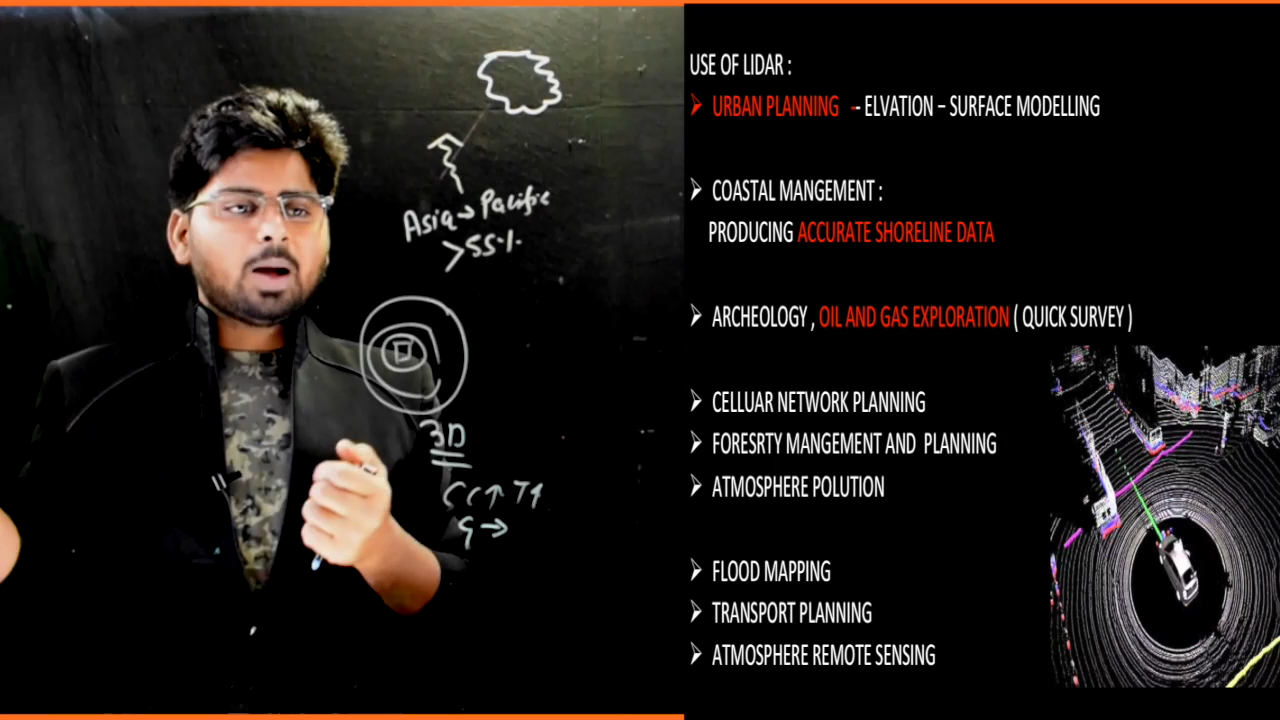 Asia → Pacific
>55%
3D
T↑
G →
USE OF LIDAR :
➢ URBAN PLANNING -- ELVATION – SURFACE MODELLING
➢ COASTAL MANGEMENT :
PRODUCING ACCURATE SHORELINE DATA
➢ ARCHEOLOGY , OIL AND GAS EXPLORATION ( QUICK SURVEY )
➢ CELLUAR NETWORK PLANNING
➢ FORESRTY MANGEMENT AND PLANNING
➢ ATMOSPHERE POLUTION
➢ FLOOD MAPPING
➢ TRANSPORT PLANNING
➢ ATMOSPHERE REMOTE SENSING